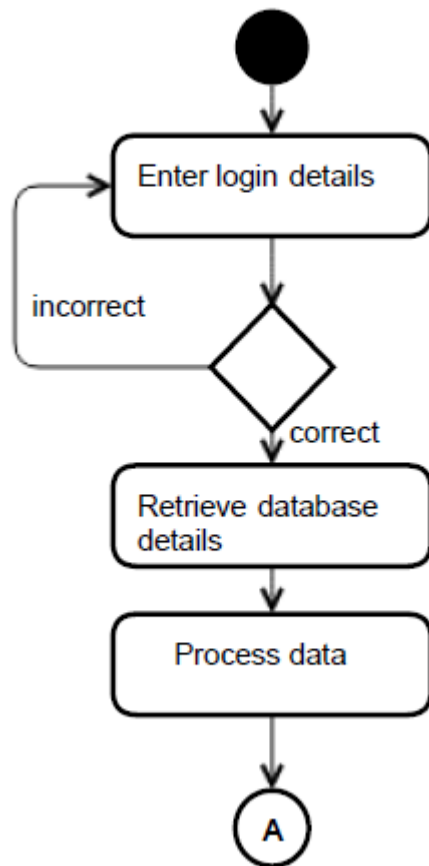 Enter login details
incorrect
correct
Retrieve database
details
Process data
A